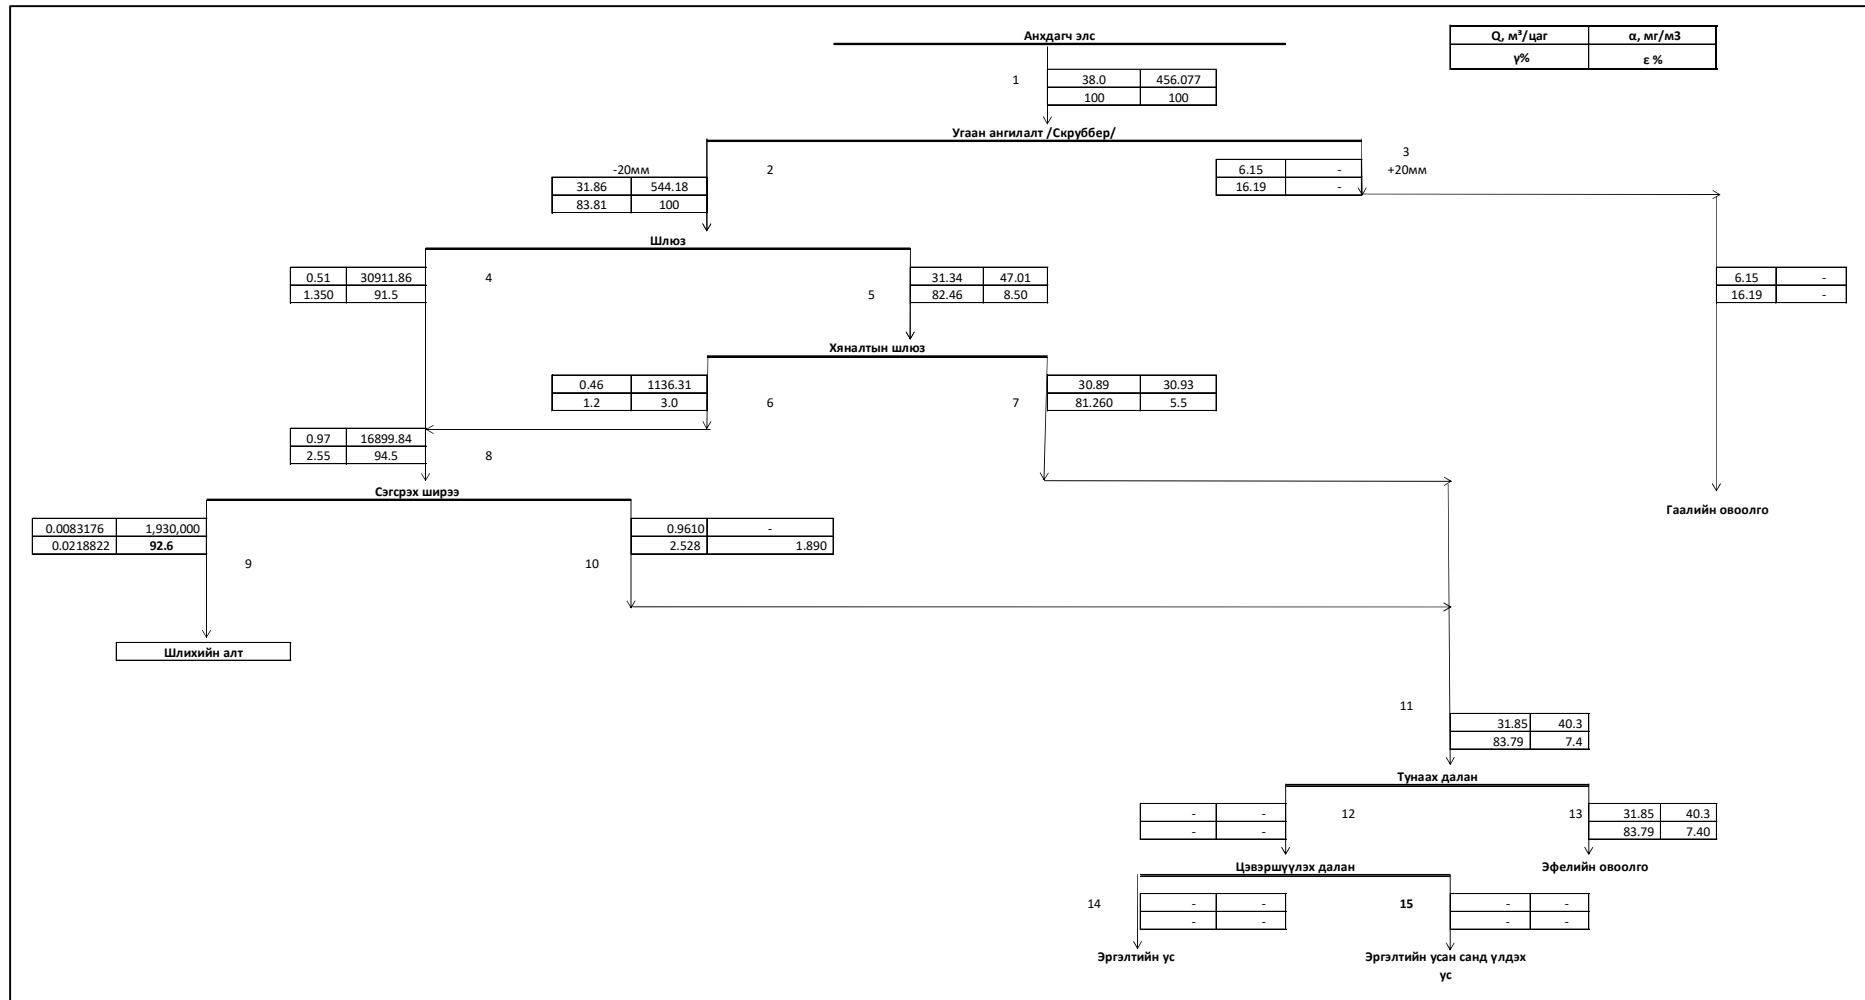 Анхдагч элс
Q, м³/цаг α, мг/м3
γ% ε %
1 38.0 456.077
100 100
Угаан ангилалт /Скруббер/
-20мм 2
31.86 544.18
83.81 100
3
6.15 - +20мм
16.19 -
Шлюз
0.51 30911.86 4
1.350 91.5
31.34 47.01
5 82.46 8.50
6.15 -
16.19 -
Хяналтын шлюз
0.46 1136.31
1.2 3.0 6
30.89 30.93
7 81.260 5.5
0.97 16899.84
2.55 94.5 8
Сэгсрэх ширээ
Гаалийн овоолго
0.0083176 1,930,000
0.0218822 92.6
9
0.9610 -
2.528 1.890
10
Шлихийн алт
11
31.85 40.3
83.79 7.4
Тунаах далан
- - 12
- -
13 31.85 40.3
83.79 7.40
Цэвэршүүлэх далан
Эфелийн овоолго
14 - -
- -
15 - -
- -
Эргэлтийн ус
Эргэлтийн усан санд үлдэх
ус